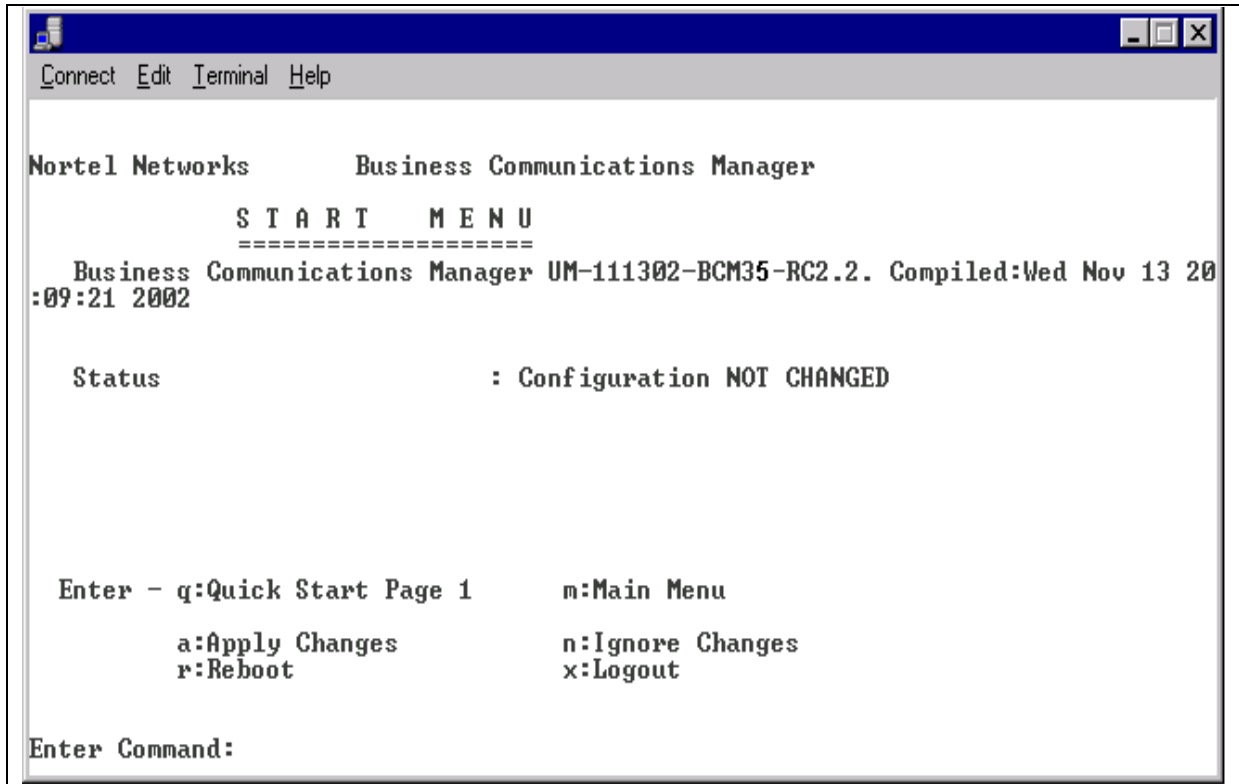 Connect Edit Terminal Help
Nortel Networks Business Communications Manager
S T A R T M E N U
====================
Business Communications Manager UM-111302-BCM35-RC2.2. Compiled:Wed Nov 13 20
:09:21 2002
Status : Configuration NOT CHANGED
Enter - q:Quick Start Page 1 m:Main Menu
a:Apply Changes n:Ignore Changes
r:Reboot x:Logout
Enter Command: